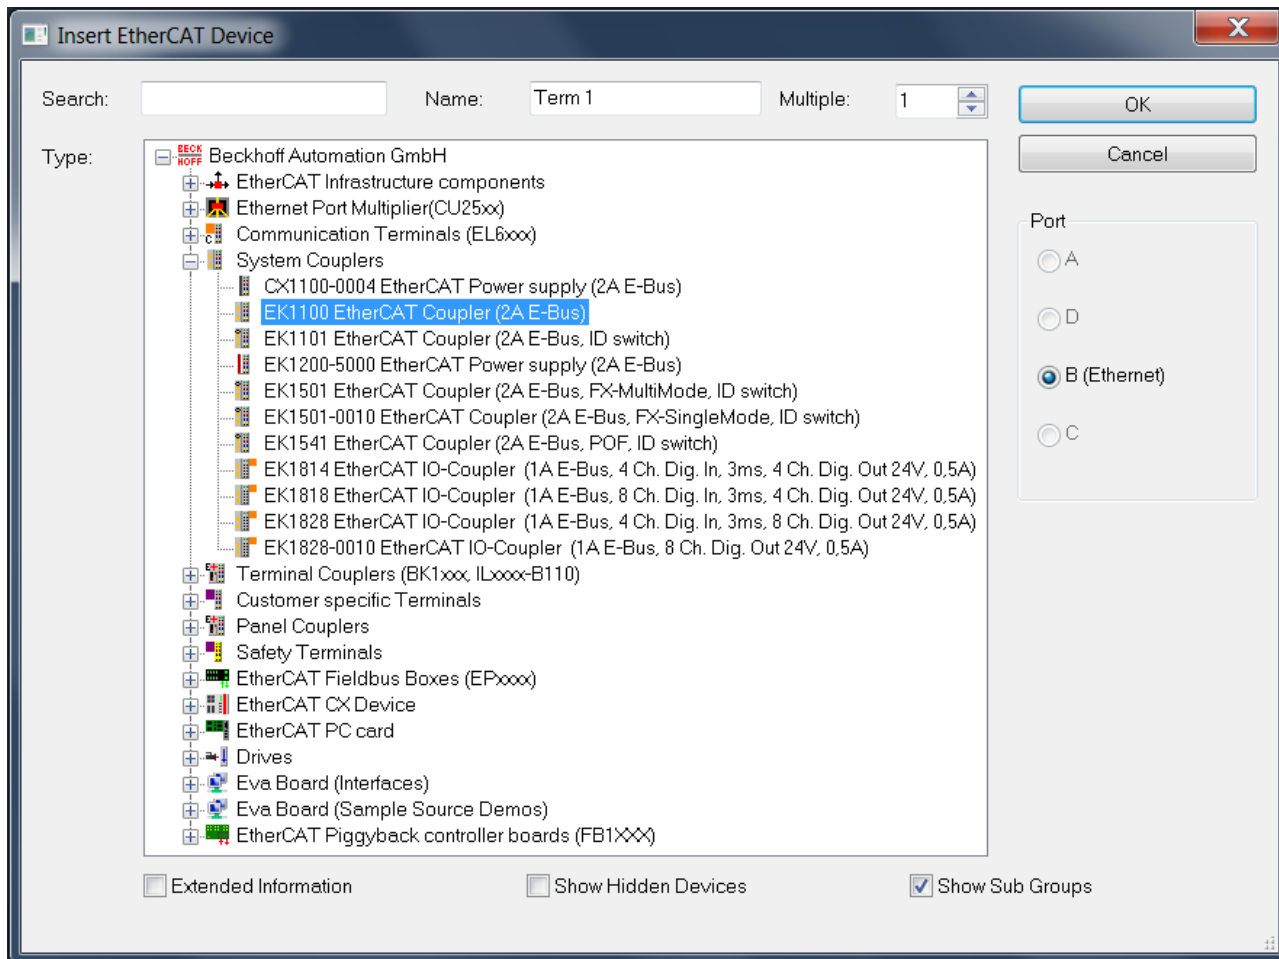 Insert EtherCAT Device
Search:
Name: Term 1
Multiple: 1
OK
Type:
Cancel
BECK
HOFF
Beckhoff Automation GmbH
EtherCAT Infrastructure components
Ethernet Port Multiplier(CU25xx)
Communication Terminals (EL6xxx)
System Couplers
CX1100-0004 EtherCAT Power supply (2A E-Bus)
EK1100 EtherCAT Coupler (2A E-Bus)
EK1101 EtherCAT Coupler (2A E-Bus, ID switch)
EK1200-5000 EtherCAT Power supply (2A E-Bus)
EK1501 EtherCAT Coupler (2A E-Bus, FX-MultiMode, ID switch)
EK1501-0010 EtherCAT Coupler (2A E-Bus, FX-SingleMode, ID switch)
EK1541 EtherCAT Coupler (2A E-Bus, POF, ID switch)
EK1814 EtherCAT IO-Coupler (1A E-Bus, 4 Ch. Dig. In, 3ms, 4 Ch. Dig. Out 24V, 0,5A)
EK1818 EtherCAT IO-Coupler (1A E-Bus, 8 Ch. Dig. In, 3ms, 4 Ch. Dig. Out 24V, 0,5A)
EK1828 EtherCAT IO-Coupler (1A E-Bus, 4 Ch. Dig. In, 3ms, 8 Ch. Dig. Out 24V, 0,5A)
EK1828-0010 EtherCAT IO-Coupler (1A E-Bus, 8 Ch. Dig. Out 24V, 0,5A)
Terminal Couplers (BK1xxx, ILxxxx-B110)
Customer specific Terminals
Panel Couplers
Safety Terminals
EtherCAT Fieldbus Boxes (EPxxxx)
EtherCAT CX Device
EtherCAT PC card
Drives
Eva Board (Interfaces)
Eva Board (Sample Source Demos)
EtherCAT Piggyback controller boards (FB1XXX)
Port
A
D
B (Ethernet)
C
Extended Information
Show Hidden Devices
Show Sub Groups